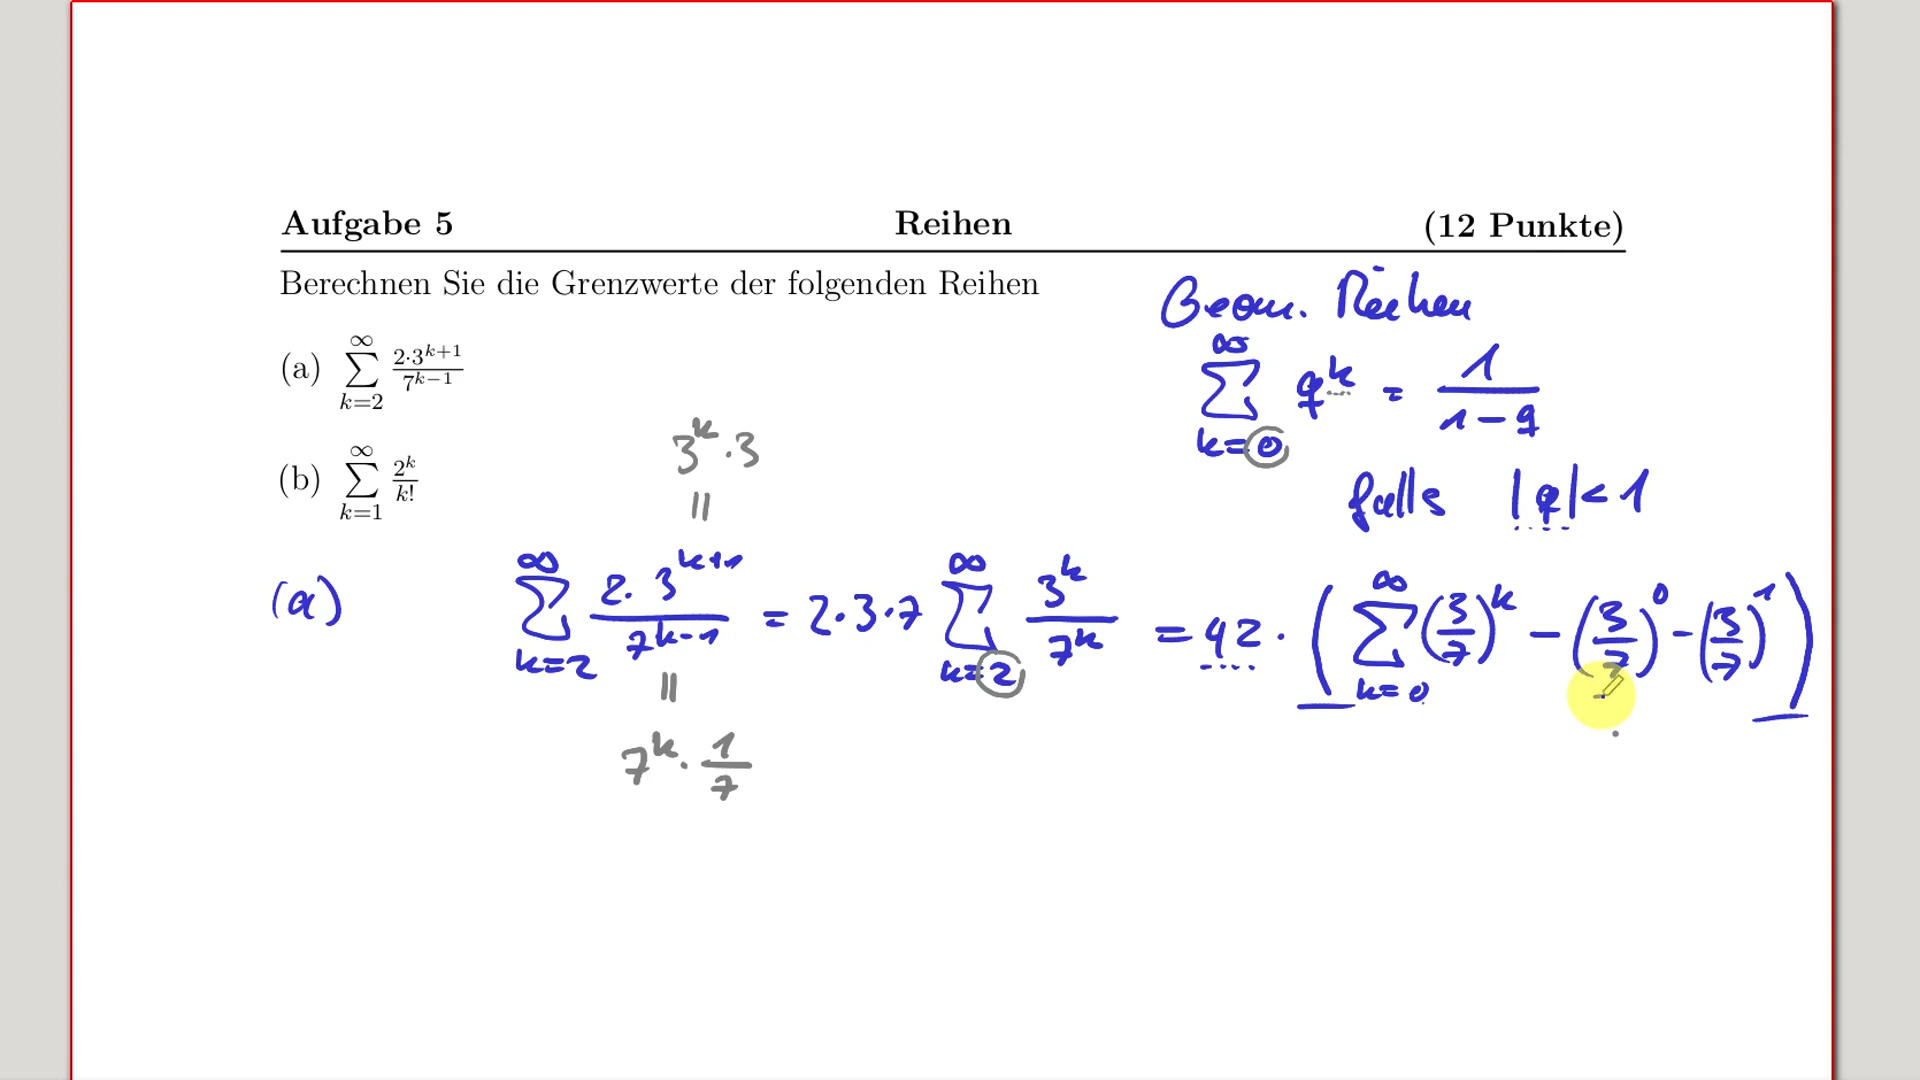 Aufgabe 5 Reihen (12 Punkte)
Berechnen Sie die Grenzwerte der folgenden Reihen
Geom. Reihen
(a) ∑_{k=2}^{∞} 2·3^{k+1}/7^{k−1}
∑_{k=0}^{∞} q^k = 1/(1−q)
(b) ∑_{k=1}^{∞} 2^k/k!
falls |q|<1
3^k·3
=
(a) ∑_{k=2}^{∞} 2·3^{k+1}/7^{k−1} = 2·3·7 ∑_{k=2}^{∞} 3^k/7^k = 42·(∑_{k=0}^{∞} (3/7)^k − (3/7)^0 − (3/7)^1)
=
7^k·1/7